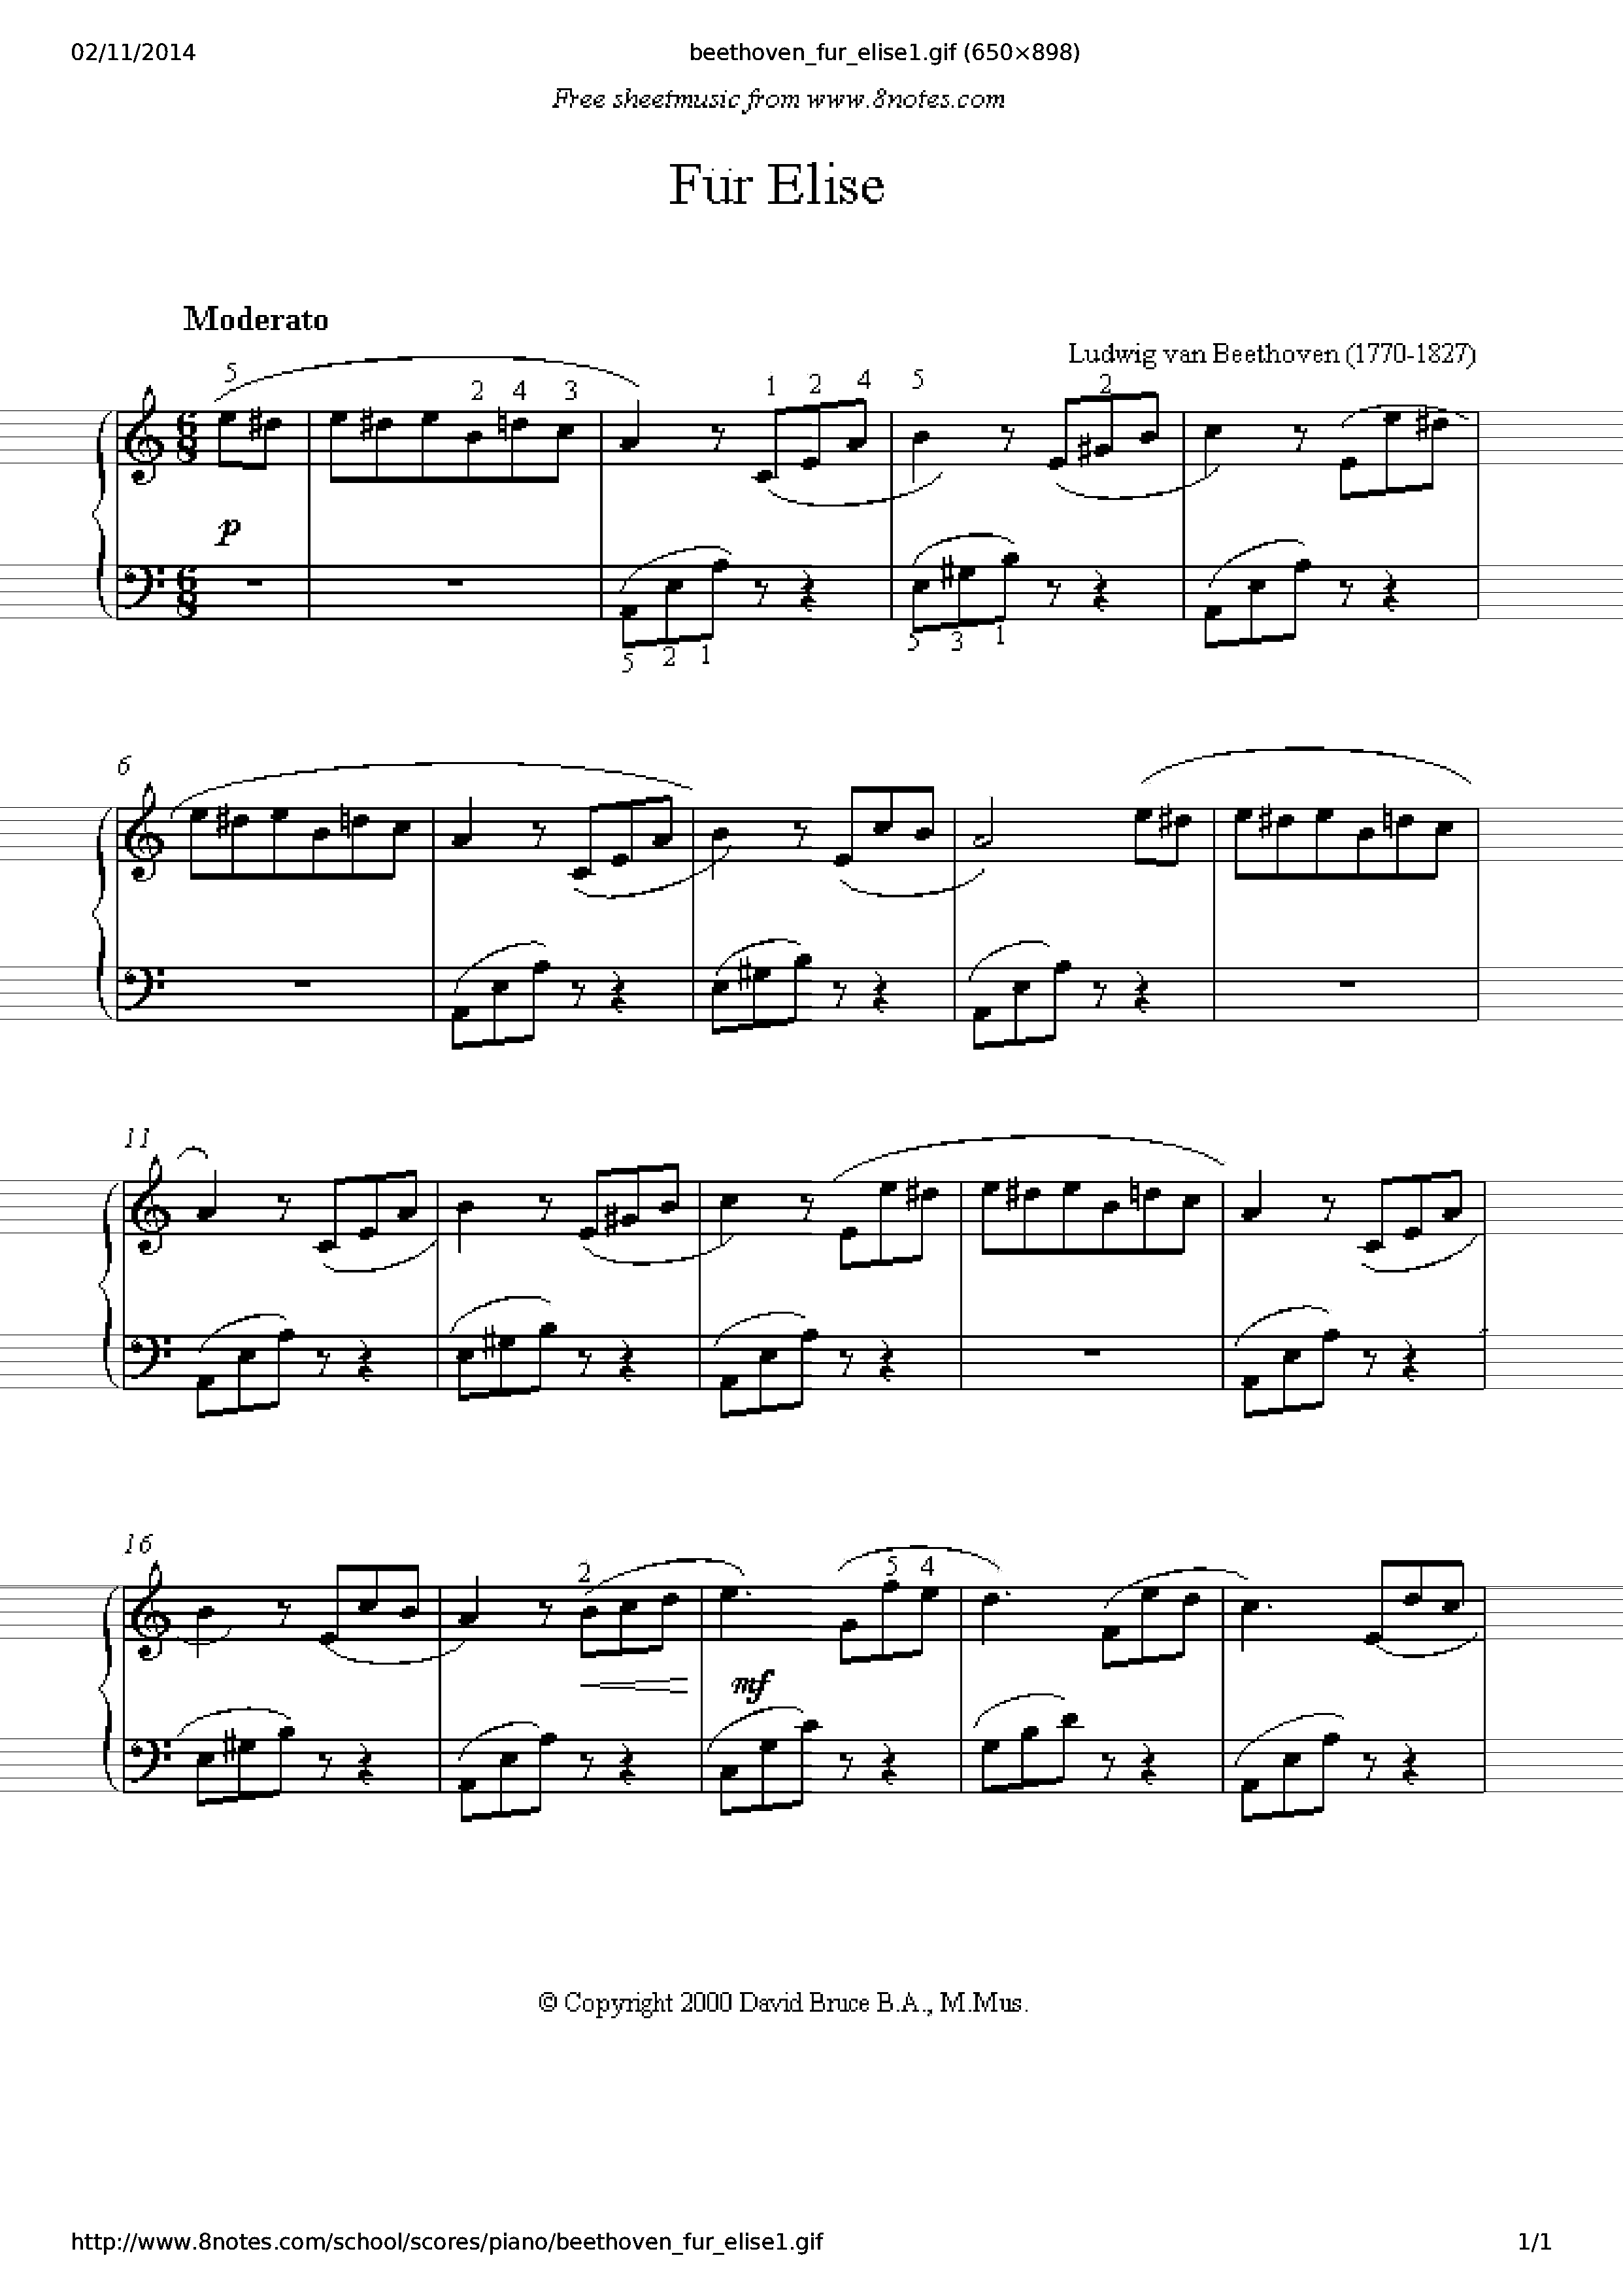 02/11/2014 beethoven_fur_elise1.gif (650×898)
Free sheetmusic from www.8notes.com
Für Elise
Moderato
Ludwig van Beethoven (1770-1827)
5 2 4 3 1 2 4 5 2
6 8
p
6 8
5 2 1 5 3 1
6
11
16
2 5 4
mf
© Copyright 2000 David Bruce B.A., M.Mus.
http://www.8notes.com/school/scores/piano/beethoven_fur_elise1.gif 1/1